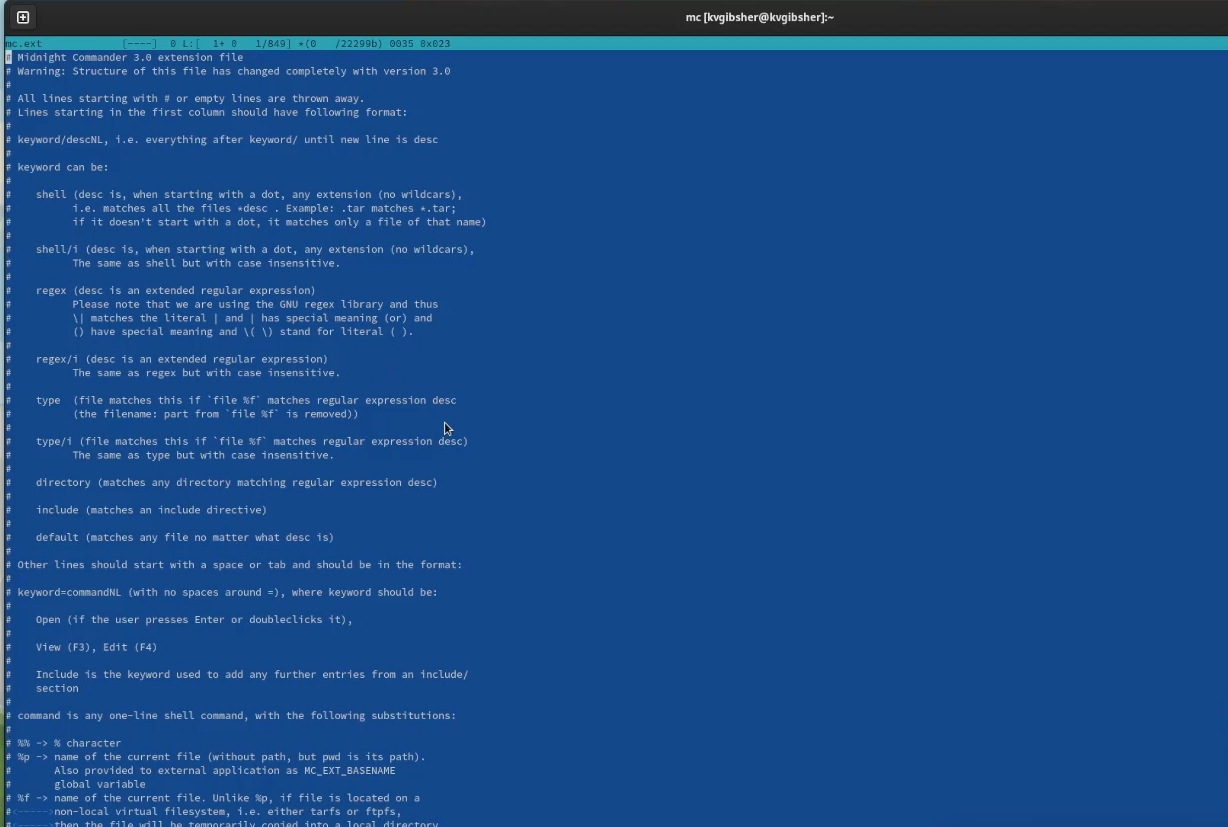 mc [kvgibsher@kvgibsher]:~
mc.ext [----] 0 L:[ 1+ 0 1/849] *(0 /22299b) 0035 0x023
# Midnight Commander 3.0 extension file
# Warning: Structure of this file has changed completely with version 3.0
#
# All lines starting with # or empty lines are thrown away.
# Lines starting in the first column should have following format:
#
# keyword/descNL, i.e. everything after keyword/ until new line is desc
#
# keyword can be:
#
# shell (desc is, when starting with a dot, any extension (no wildcars),
# i.e. matches all the files *desc . Example: .tar matches *.tar;
# if it doesn't start with a dot, it matches only a file of that name)
#
# shell/i (desc is, when starting with a dot, any extension (no wildcars),
# The same as shell but with case insensitive.
#
# regex (desc is an extended regular expression)
# Please note that we are using the GNU regex library and thus
# \| matches the literal | and | has special meaning (or) and
# () have special meaning and \( \) stand for literal ( ).
#
# regex/i (desc is an extended regular expression)
# The same as regex but with case insensitive.
#
# type (file matches this if `file %f` matches regular expression desc
# (the filename: part from `file %f` is removed))
#
# type/i (file matches this if `file %f` matches regular expression desc)
# The same as type but with case insensitive.
#
# directory (matches any directory matching regular expression desc)
#
# include (matches an include directive)
#
# default (matches any file no matter what desc is)
#
# Other lines should start with a space or tab and should be in the format:
#
# keyword=commandNL (with no spaces around =), where keyword should be:
#
# Open (if the user presses Enter or doubleclicks it),
#
# View (F3), Edit (F4)
#
# Include is the keyword used to add any further entries from an include/
# section
#
# command is any one-line shell command, with the following substitutions:
#
# %% -> % character
# %p -> name of the current file (without path, but pwd is its path).
# Also provided to external application as MC_EXT_BASENAME
# global variable
# %f -> name of the current file. Unlike %p, if file is located on a
#<----->non-local virtual filesystem, i.e. either tarfs or ftpfs,
#<----->then the file will be temporarily copied into a local directory